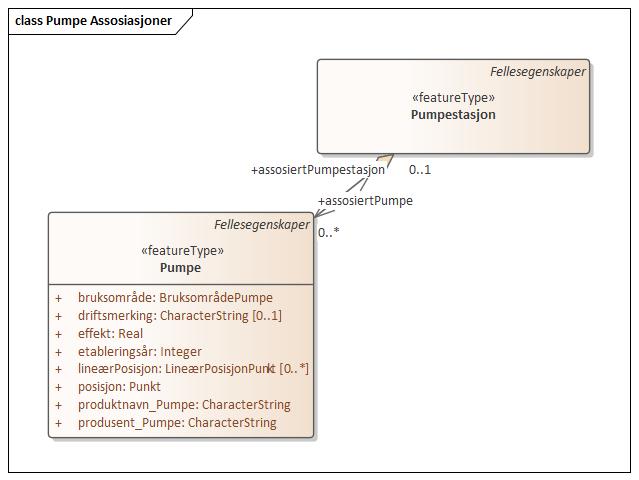 class Pumpe Assosiasjoner
Fellesegenskaper
«featureType»
Pumpestasjon
+assosiertPumpestasjon
0..1
+assosiertPumpe
0..*
Fellesegenskaper
«featureType»
Pumpe
+ bruksområde: BruksområdePumpe
+ driftsmerking: CharacterString [0..1]
+ effekt: Real
+ etableringsår: Integer
+ lineærPosisjon: LineærPosisjonPunkt [0..*]
+ posisjon: Punkt
+ produktnavn_Pumpe: CharacterString
+ produsent_Pumpe: CharacterString